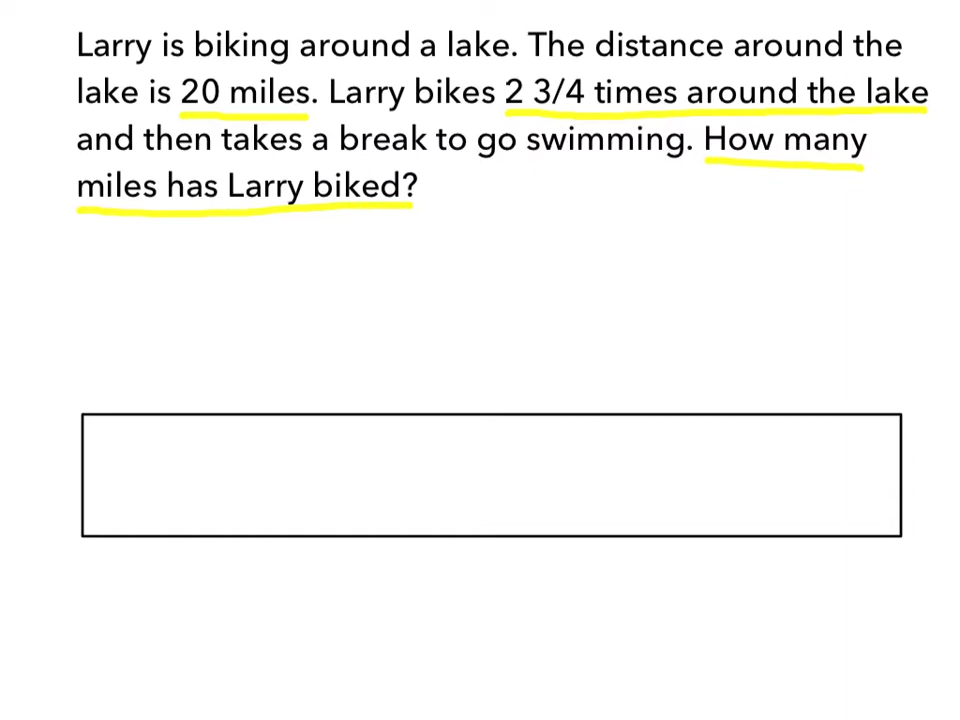 Larry is biking around a lake. The distance around the
lake is 20 miles. Larry bikes 2 3/4 times around the lake
and then takes a break to go swimming. How many
miles has Larry biked?